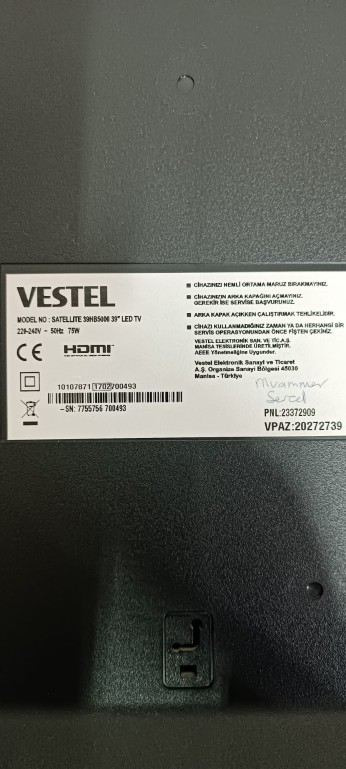 VESTEL
MODEL NO : SATELLITE 39HB5000 39" LED TV
220-240V ~ 50Hz 75W
CE HDMI
10107871 1702 700493
-SN: 7755756 700493
■ CİHAZINIZI NEMLİ ORTAMA MARUZ BIRAKMAYINIZ.
■ CİHAZINIZIN ARKA KAPAĞINI AÇMAYINIZ.
GEREKİR İSE SERVİSE BAŞVURUNUZ.
■ ARKA KAPAK AÇIKKEN ÇALIŞTIRMAK TEHLİKELİDİR.
■ CİHAZI KULLANMADIĞINIZ ZAMAN YA DA HERHANGİ BİR
SERVİS OPERASYONUNDAN ÖNCE FİŞTEN ÇEKİNİZ.
VESTEL ELEKTRONİK SAN. VE TİC.A.Ş.
MANİSA TESİSLERİNDE ÜRETİLMİŞTİR.
AEEE Yönetmeliğine Uygundur.
Vestel Elektronik Sanayi ve Ticaret
A.Ş. Organize Sanayi Bölgesi 45030
Manisa - Türkiye
PNL:23372909
VPAZ:20272739